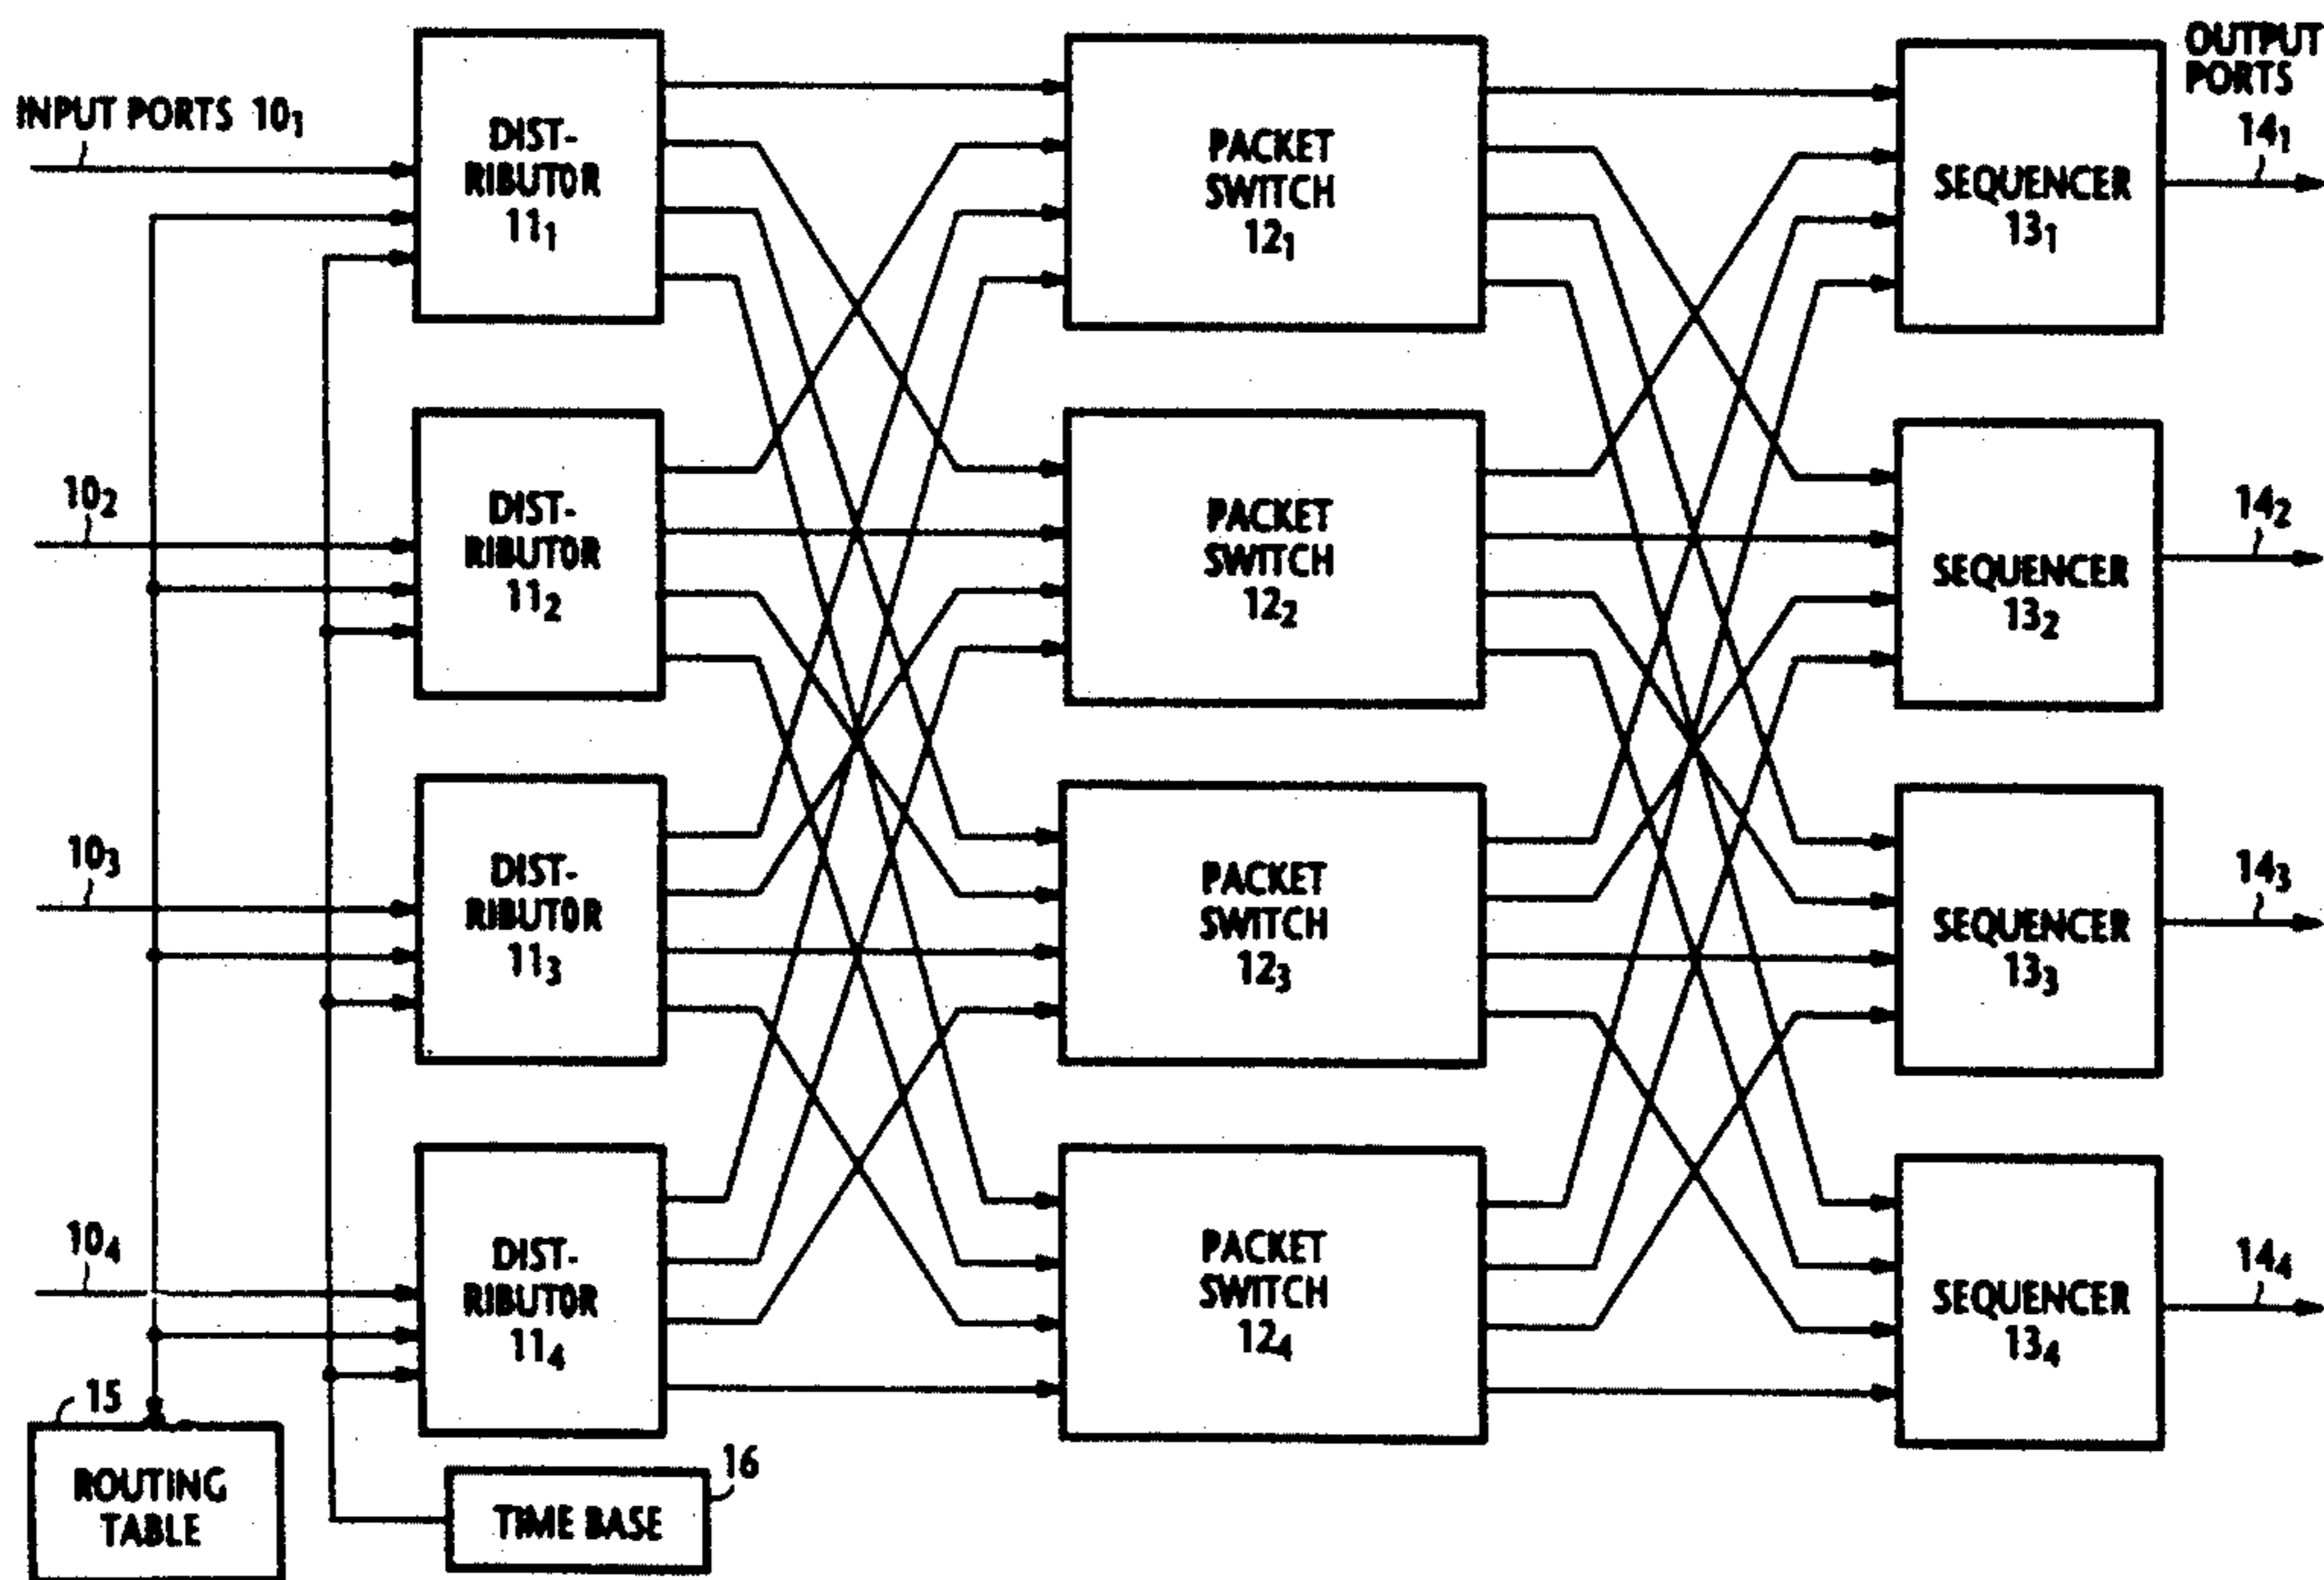 INPUT PORTS 10₁
DIST-
RIBUTOR
11₁
PACKET
SWITCH
12₁
SEQUENCER
13₁
OUTPUT
PORTS
14₁
10₂
DIST-
RIBUTOR
11₂
PACKET
SWITCH
12₂
SEQUENCER
13₂
14₂
10₃
DIST-
RIBUTOR
11₃
PACKET
SWITCH
12₃
SEQUENCER
13₃
14₃
10₄
DIST-
RIBUTOR
11₄
PACKET
SWITCH
12₄
SEQUENCER
13₄
14₄
15
ROUTING
TABLE
16
TIME BASE